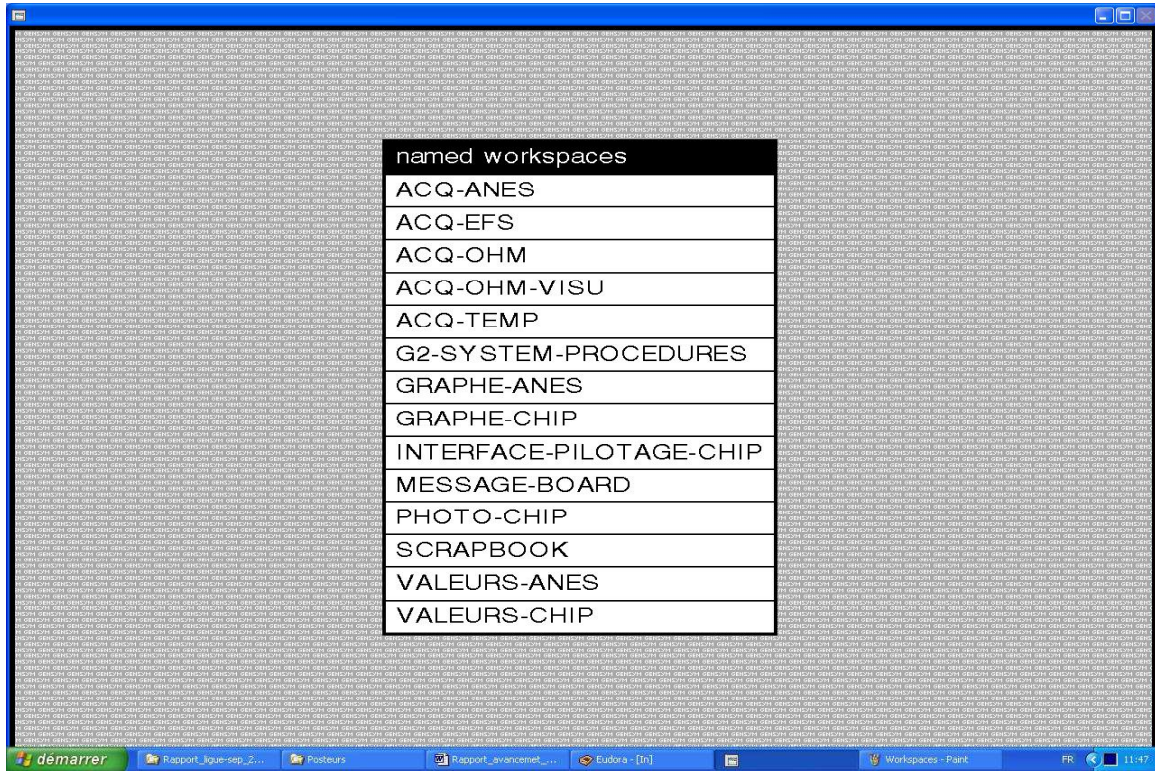 named workspaces
ACQ-ANES
ACQ-EFS
ACQ-OHM
ACQ-OHM-VISU
ACQ-TEMP
G2-SYSTEM-PROCEDURES
GRAPHE-ANES
GRAPHE-CHIP
INTERFACE-PILOTAGE-CHIP
MESSAGE-BOARD
PHOTO-CHIP
SCRAPBOOK
VALEURS-ANES
VALEURS-CHIP
démarrer Rapport_ligue-sep_2... Posteurs Rapport_avancemet_... Eudora - [In] Workspaces - Paint FR 11:47